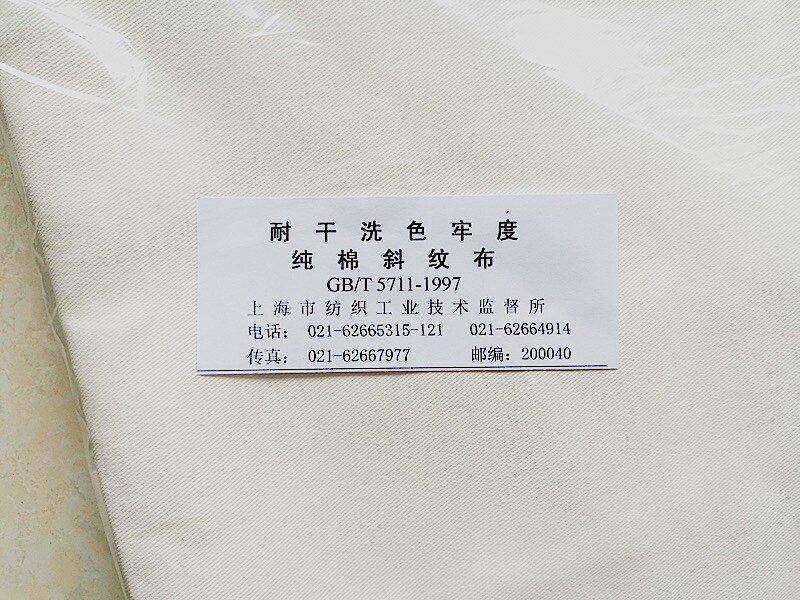 耐干洗色牢度
纯棉斜纹布
GB/T 5711-1997
上海市纺织工业技术监督所
电话： 021-62665315-121 021-62664914
传真： 021-62667977 邮编：200040